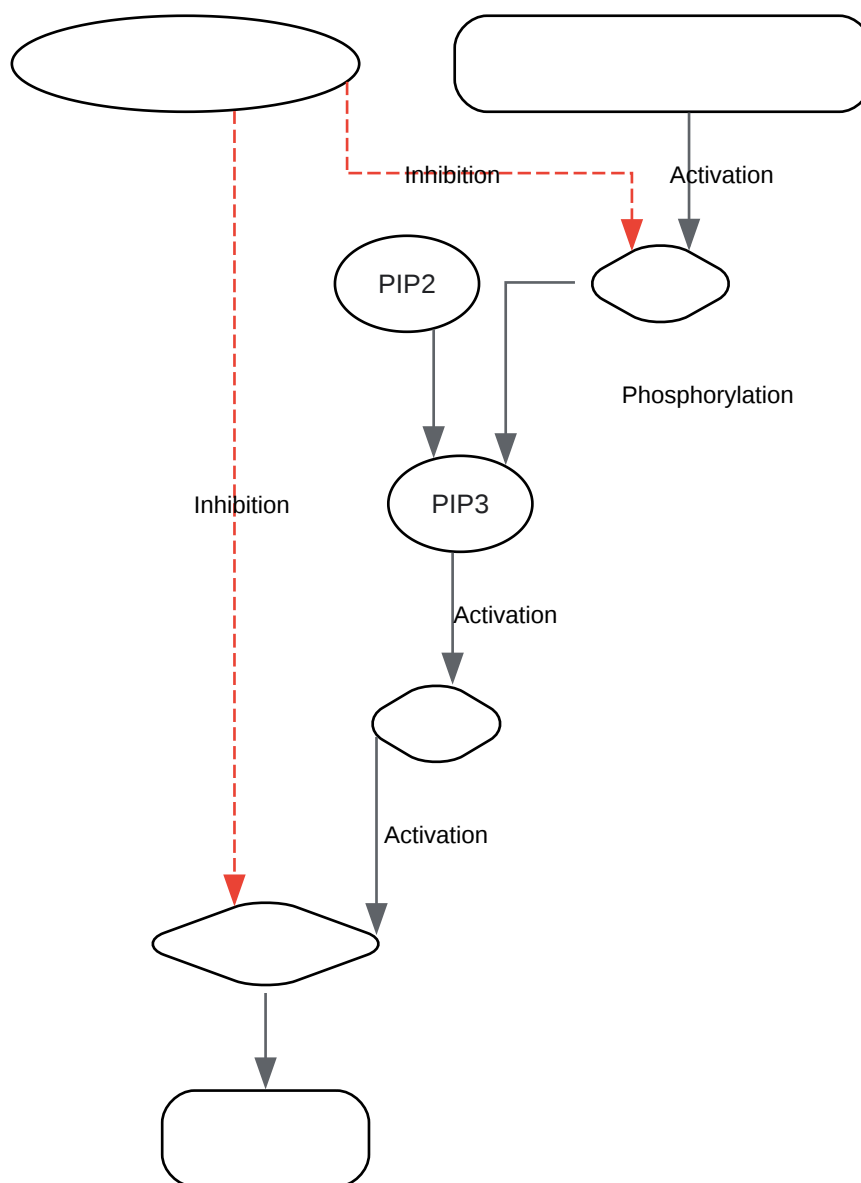 Inhibition
Activation
PIP2
Phosphorylation
PIP3
Inhibition
Activation
Activation